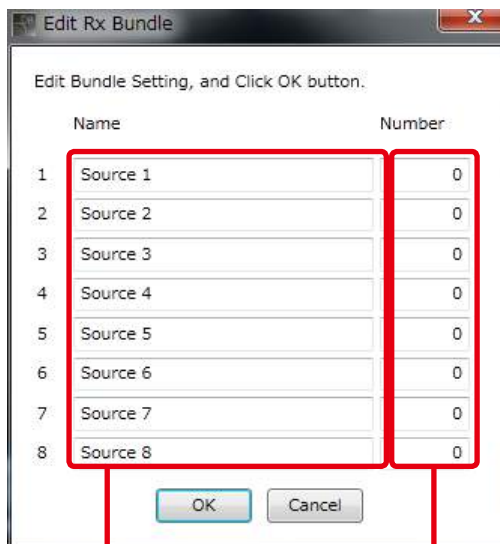 Edit Rx Bundle
Edit Bundle Setting, and Click OK button.
Name Number
1 Source 1 0
2 Source 2 0
3 Source 3 0
4 Source 4 0
5 Source 5 0
6 Source 6 0
7 Source 7 0
8 Source 8 0
OK Cancel